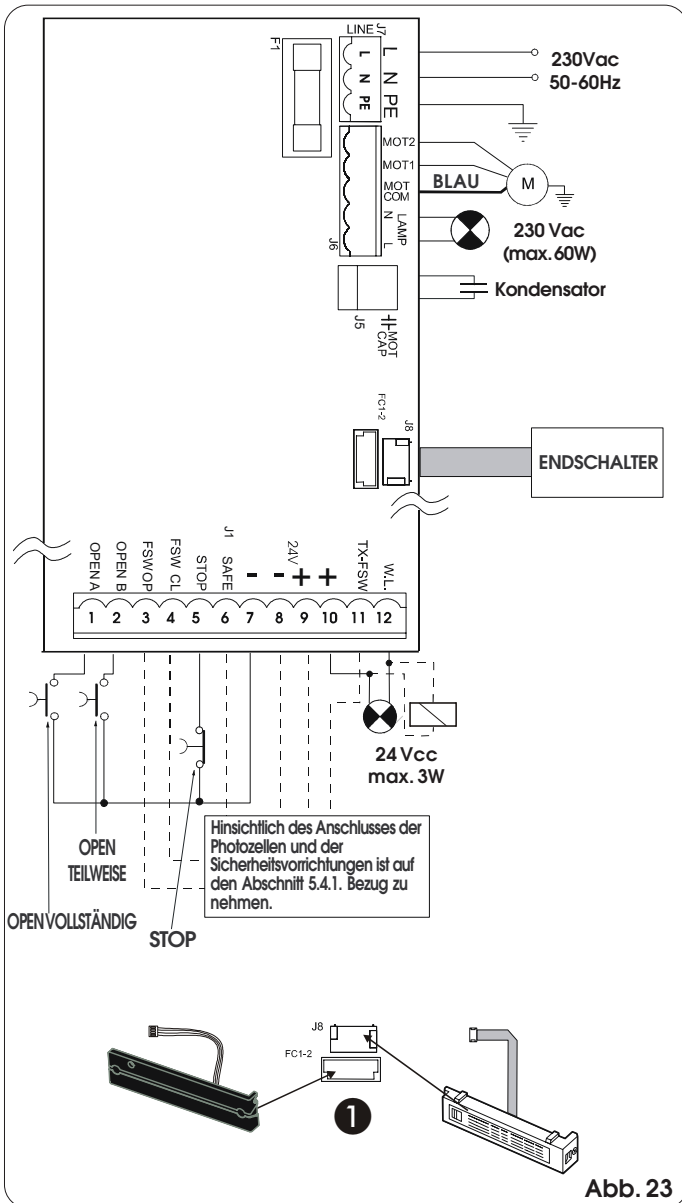 LINE J7
F1
L
N
PE
L
N
PE
230Vac
50-60Hz
MOT2
MOT1
MOT
COM
BLAU
M
N
L
LAMP
J6
230 Vac
(max. 60W)
Kondensator
J5
MOT
CAP
FC1-2
J8
ENDSCHALTER
OPEN A
OPEN B
FSW OP
FSW CL
STOP
J1
SAFE
-
-
24V
+
+
TX-FSW
W.L.
1 2 3 4 5 6 7 8 9 10 11 12
24 Vcc
max. 3W
OPEN
TEILWEISE
OPEN VOLLSTÄNDIG
STOP
Hinsichtlich des Anschlusses der
Photozellen und der
Sicherheitsvorrichtungen ist auf
den Abschnitt 5.4.1. Bezug zu
nehmen.
J8
FC1-2
1
Abb. 23